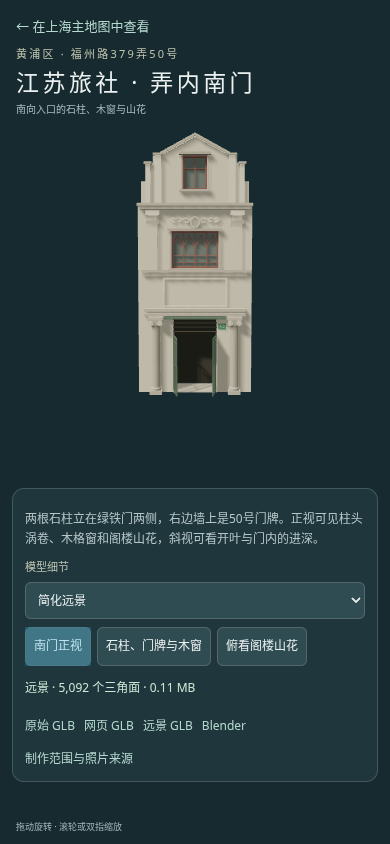 ← 在上海主地图中查看
黄浦区 · 福州路379弄50号
江苏旅社 · 弄内南门
南向入口的石柱、木窗与山花
两根石柱立在绿铁门两侧，右边墙上是50号门牌。正视可见柱头
涡卷、木格窗和阁楼山花，斜视可看开叶与门内的进深。
模型细节
简化远景
南门正视
石柱、门牌与木窗
俯看阁楼山花
远景 · 5,092 个三角面 · 0.11 MB
原始 GLB 网页 GLB 远景 GLB Blender
制作范围与照片来源
拖动旋转 · 滚轮或双指缩放